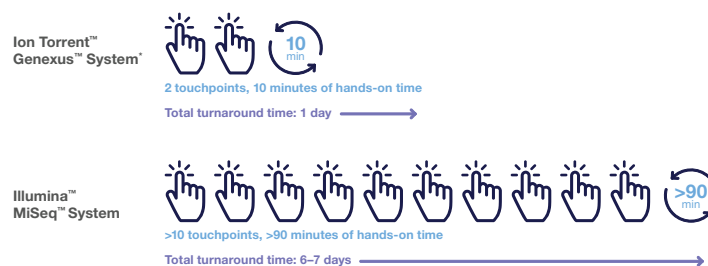 Ion Torrent™
Genexus™ System*
10
min
2 touchpoints, 10 minutes of hands-on time
Total turnaround time: 1 day
Illumina™
MiSeq™ System
>90
min
>10 touchpoints, >90 minutes of hands-on time
Total turnaround time: 6–7 days